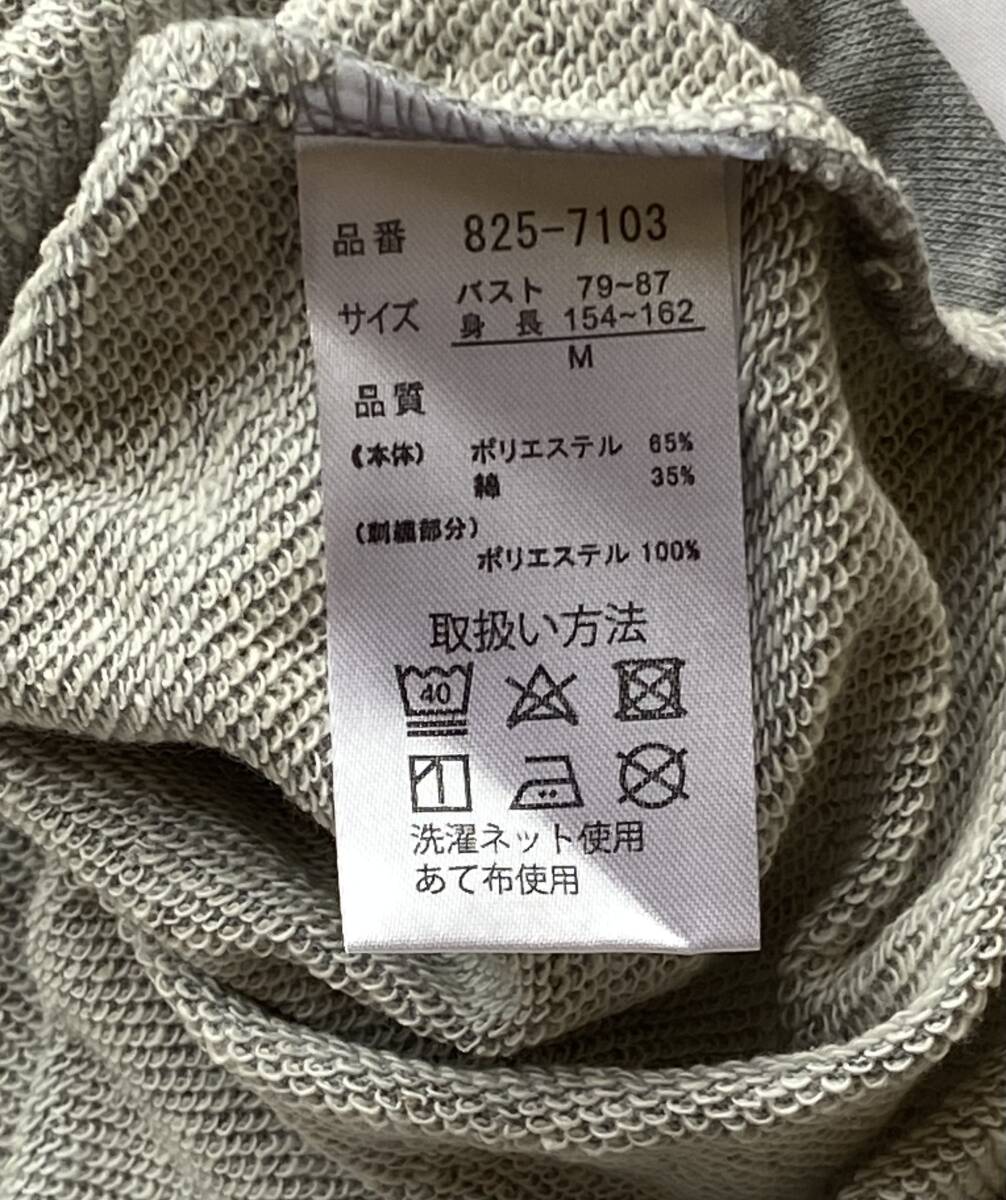 品番 825-7103
サイズ バスト 79~87
身長 154~162
M
品質
(本体) ポリエステル 65%
綿 35%
(刺繍部分)
ポリエステル 100%
取扱い方法
40
洗濯ネット使用
あて布使用